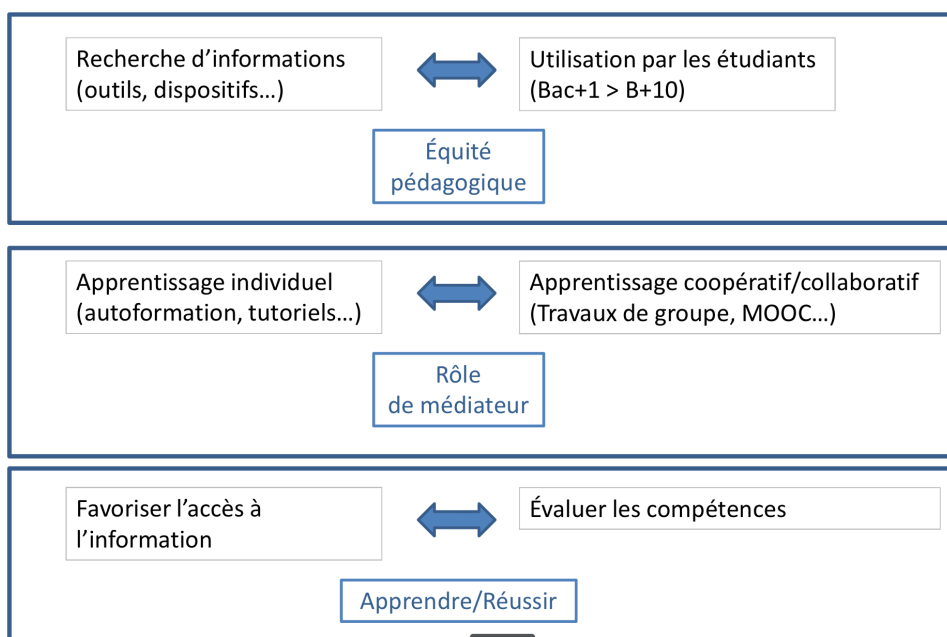 Recherche d’informations
(outils, dispositifs…)
Utilisation par les étudiants
(Bac+1 > B+10)
Équité
pédagogique
Apprentissage individuel
(autoformation, tutoriels…)
Apprentissage coopératif/collaboratif
(Travaux de groupe, MOOC…)
Rôle
de médiateur
Favoriser l’accès à
l’information
Évaluer les compétences
Apprendre/Réussir